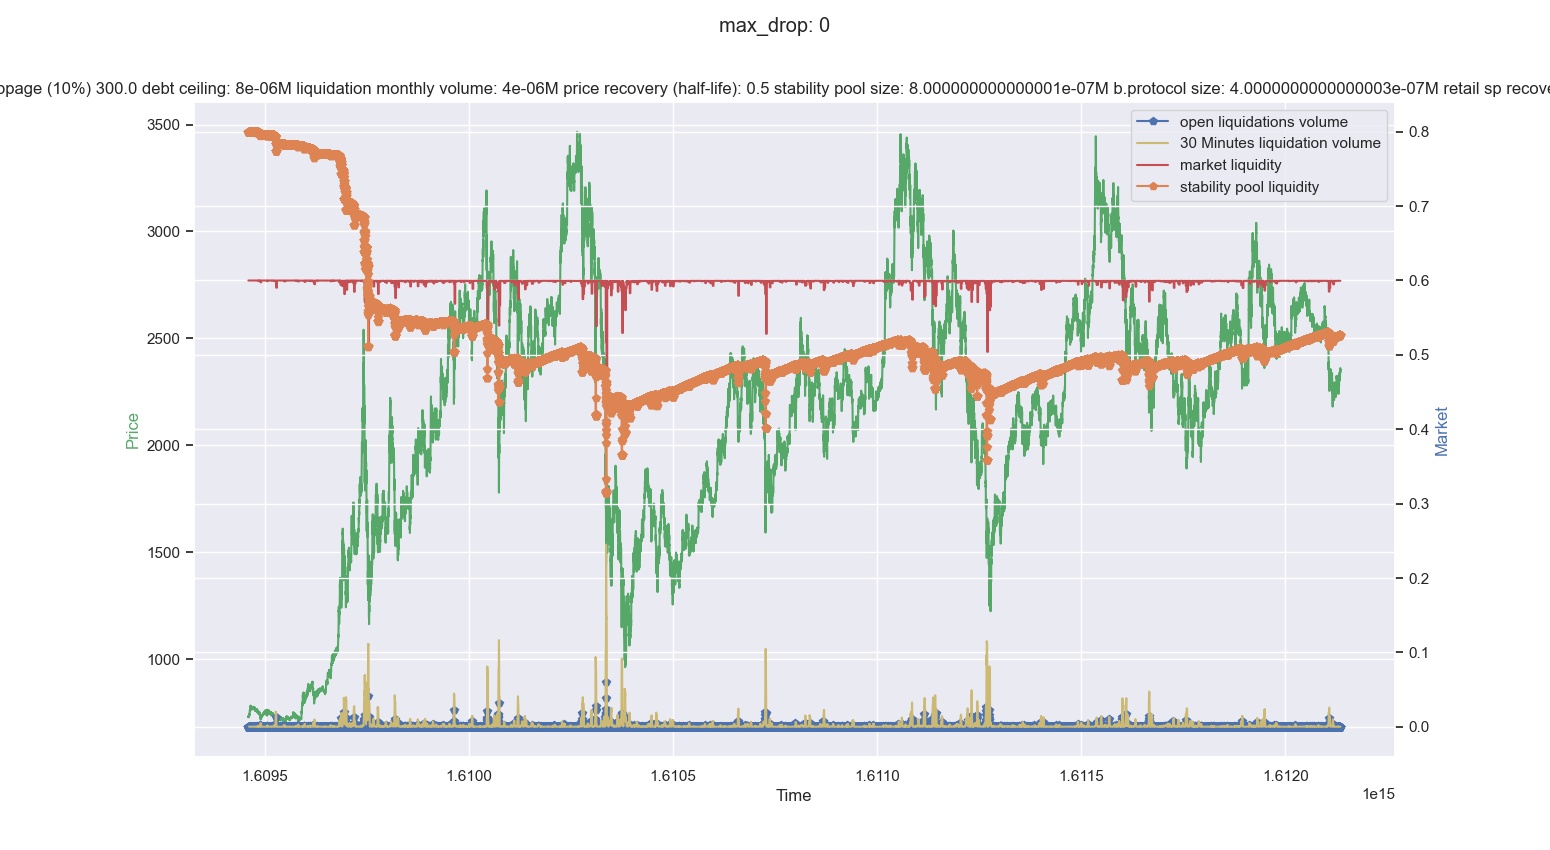 max_drop: 0
opage (10%) 300.0 debt ceiling: 8e-06M liquidation monthly volume: 4e-06M price recovery (half-life): 0.5 stability pool size: 8.000000000000001e-07M b.protocol size: 4.0000000000000003e-07M retail sp recove
3500
3000
2500
2000
1500
1000
Price
open liquidations volume
30 Minutes liquidation volume
market liquidity
stability pool liquidity
0.8
0.7
0.6
0.5
0.4
0.3
0.2
0.1
0.0
Market
1.6095
1.6100
1.6105
1.6110
1.6115
1.6120
Time
1e15